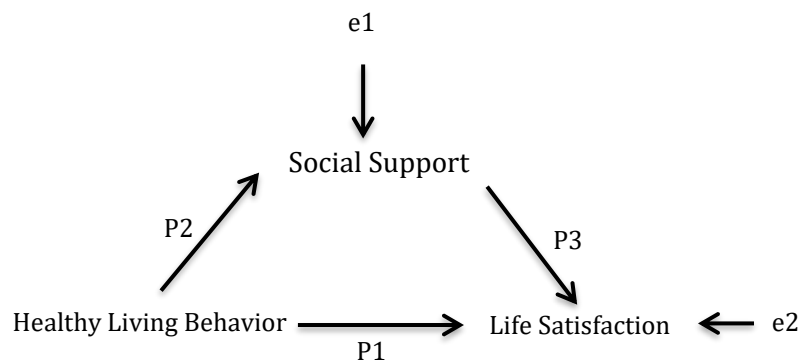 e1
Social Support
P2
P3
Healthy Living Behavior
Life Satisfaction
e2
P1